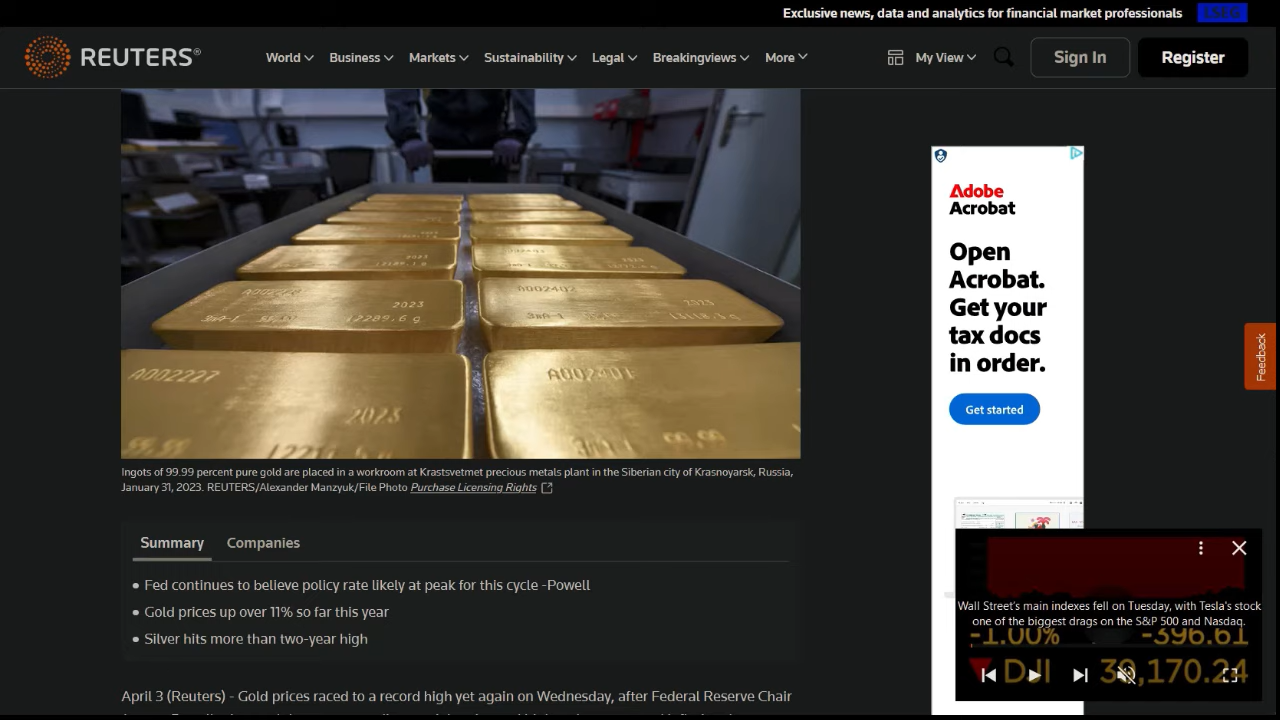 Exclusive news, data and analytics for financial market professionals
REUTERS®
World Business Markets Sustainability Legal Breakingviews More My View Sign In Register
2023
12289.6 g
2023
A002402
2023
A002227
2023
A002401
99,99
Ingots of 99.99 percent pure gold are placed in a workroom at Krastsvetmet precious metals plant in the Siberian city of Krasnoyarsk, Russia,
January 31, 2023. REUTERS/Alexander Manzyuk/File Photo Purchase Licensing Rights
Summary Companies
Fed continues to believe policy rate likely at peak for this cycle -Powell
Gold prices up over 11% so far this year
Silver hits more than two-year high
April 3 (Reuters) - Gold prices raced to a record high yet again on Wednesday, after Federal Reserve Chair
Adobe
Acrobat
Open
Acrobat.
Get your
tax docs
in order.
Get started
Feedback
Wall Street's main indexes fell on Tuesday, with Tesla's stock
one of the biggest drags on the S&P 500 and Nasdaq.
-1.00% -396.61
DJI 39,170.24